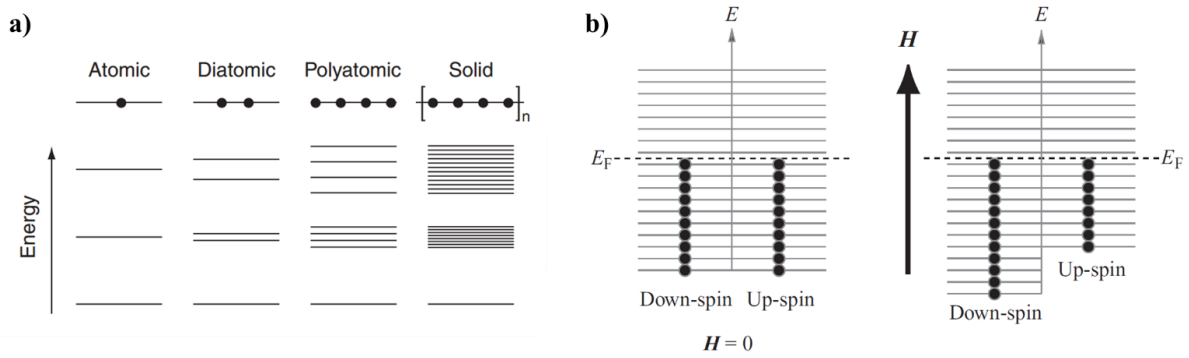 a)
Atomic Diatomic Polyatomic Solid
n
Energy
b)
E
E_F
Down-spin Up-spin
H = 0
H
E
E_F
Up-spin
Down-spin